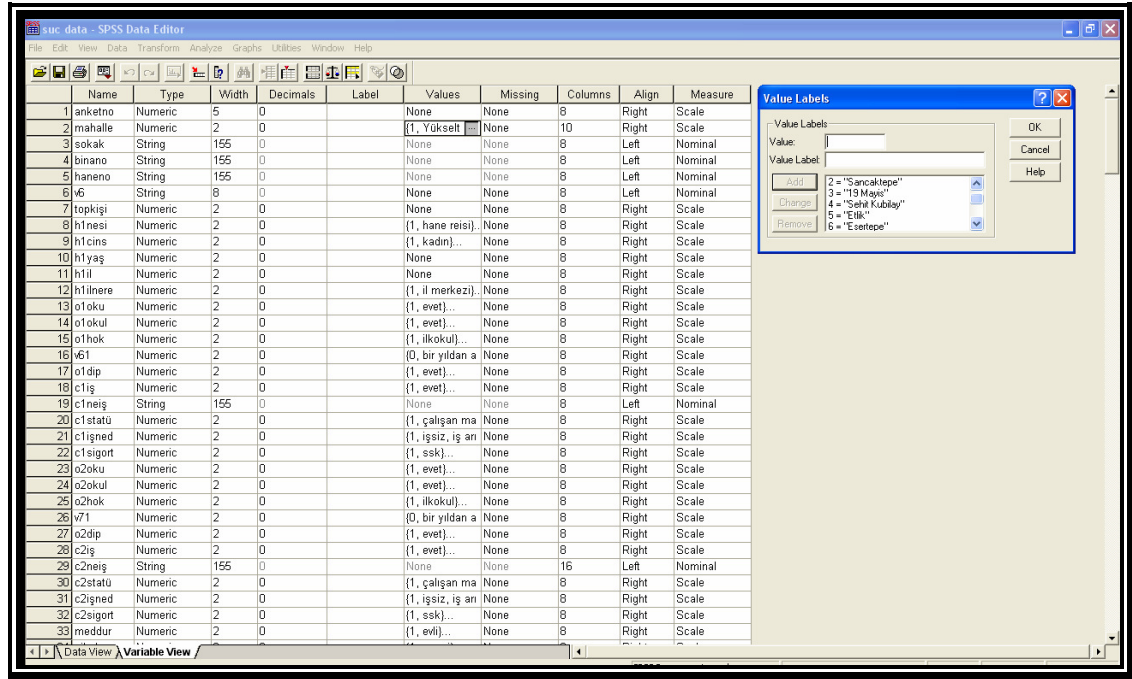 suc data - SPSS Data Editor
File Edit View Data Transform Analyze Graphs Utilities Window Help
Name Type Width Decimals Label Values Missing Columns Align Measure
1 anketno Numeric 5 0 None None 8 Right Scale
2 mahalle Numeric 2 0 {1, Yükselt ... None 10 Right Scale
3 sokak String 155 0 None None 8 Left Nominal
4 binano String 155 0 None None 8 Left Nominal
5 haneno String 155 0 None None 8 Left Nominal
6 v6 String 8 0 None None 8 Left Nominal
7 topkişi Numeric 2 0 None None 8 Right Scale
8 h1nesi Numeric 2 0 {1, hane reisi}.. None 8 Right Scale
9 h1cins Numeric 2 0 {1, kadın}... None 8 Right Scale
10 h1yaş Numeric 2 0 None None 8 Right Scale
11 h1il Numeric 2 0 None None 8 Right Scale
12 h1ilnere Numeric 2 0 {1, il merkezi}.. None 8 Right Scale
13 o1oku Numeric 2 0 {1, evet}... None 8 Right Scale
14 o1okul Numeric 2 0 {1, evet}... None 8 Right Scale
15 o1hok Numeric 2 0 {1, ilkokul}... None 8 Right Scale
16 v61 Numeric 2 0 {0, bir yıldan a None 8 Right Scale
17 o1dip Numeric 2 0 {1, evet}... None 8 Right Scale
18 c1iş Numeric 2 0 {1, evet}... None 8 Right Scale
19 c1neiş String 155 0 None None 8 Left Nominal
20 c1statü Numeric 2 0 {1, çalışan ma None 8 Right Scale
21 c1işned Numeric 2 0 {1, işsiz, iş arı None 8 Right Scale
22 c1sigort Numeric 2 0 {1, ssk}... None 8 Right Scale
23 o2oku Numeric 2 0 {1, evet}... None 8 Right Scale
24 o2okul Numeric 2 0 {1, evet}... None 8 Right Scale
25 o2hok Numeric 2 0 {1, ilkokul}... None 8 Right Scale
26 v71 Numeric 2 0 {0, bir yıldan a None 8 Right Scale
27 o2dip Numeric 2 0 {1, evet}... None 8 Right Scale
28 c2iş Numeric 2 0 {1, evet}... None 8 Right Scale
29 c2neiş String 155 0 None None 16 Left Nominal
30 c2statü Numeric 2 0 {1, çalışan ma None 8 Right Scale
31 c2işned Numeric 2 0 {1, işsiz, iş arı None 8 Right Scale
32 c2sigort Numeric 2 0 {1, ssk}... None 8 Right Scale
33 meddur Numeric 2 0 {1, evli}... None 8 Right Scale
Data View Variable View
Value Labels
Value Labels
Value:
Value Label:
Add
Change
Remove
2 = "Sancaktepe"
3 = "19 Mayis"
4 = "Sehit Kubilay"
5 = "Etlik"
6 = "Esertepe"
OK
Cancel
Help